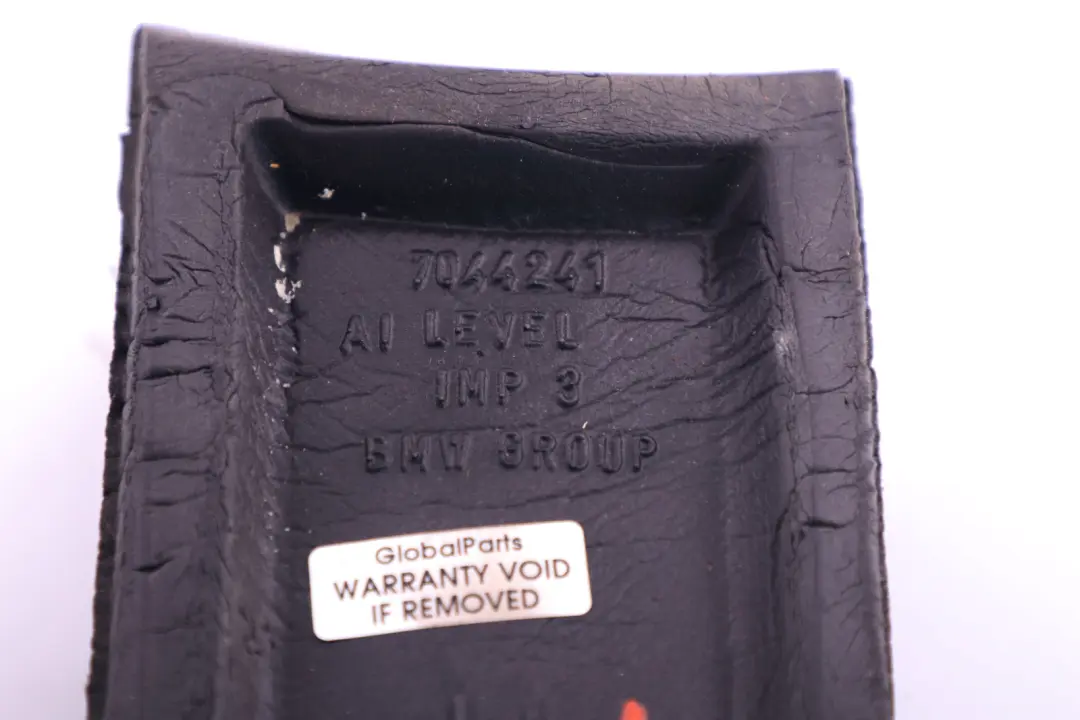 7044241
AI LEVEL
IMP 3
BMW GROUP
GlobalParts
WARRANTY VOID
IF REMOVED